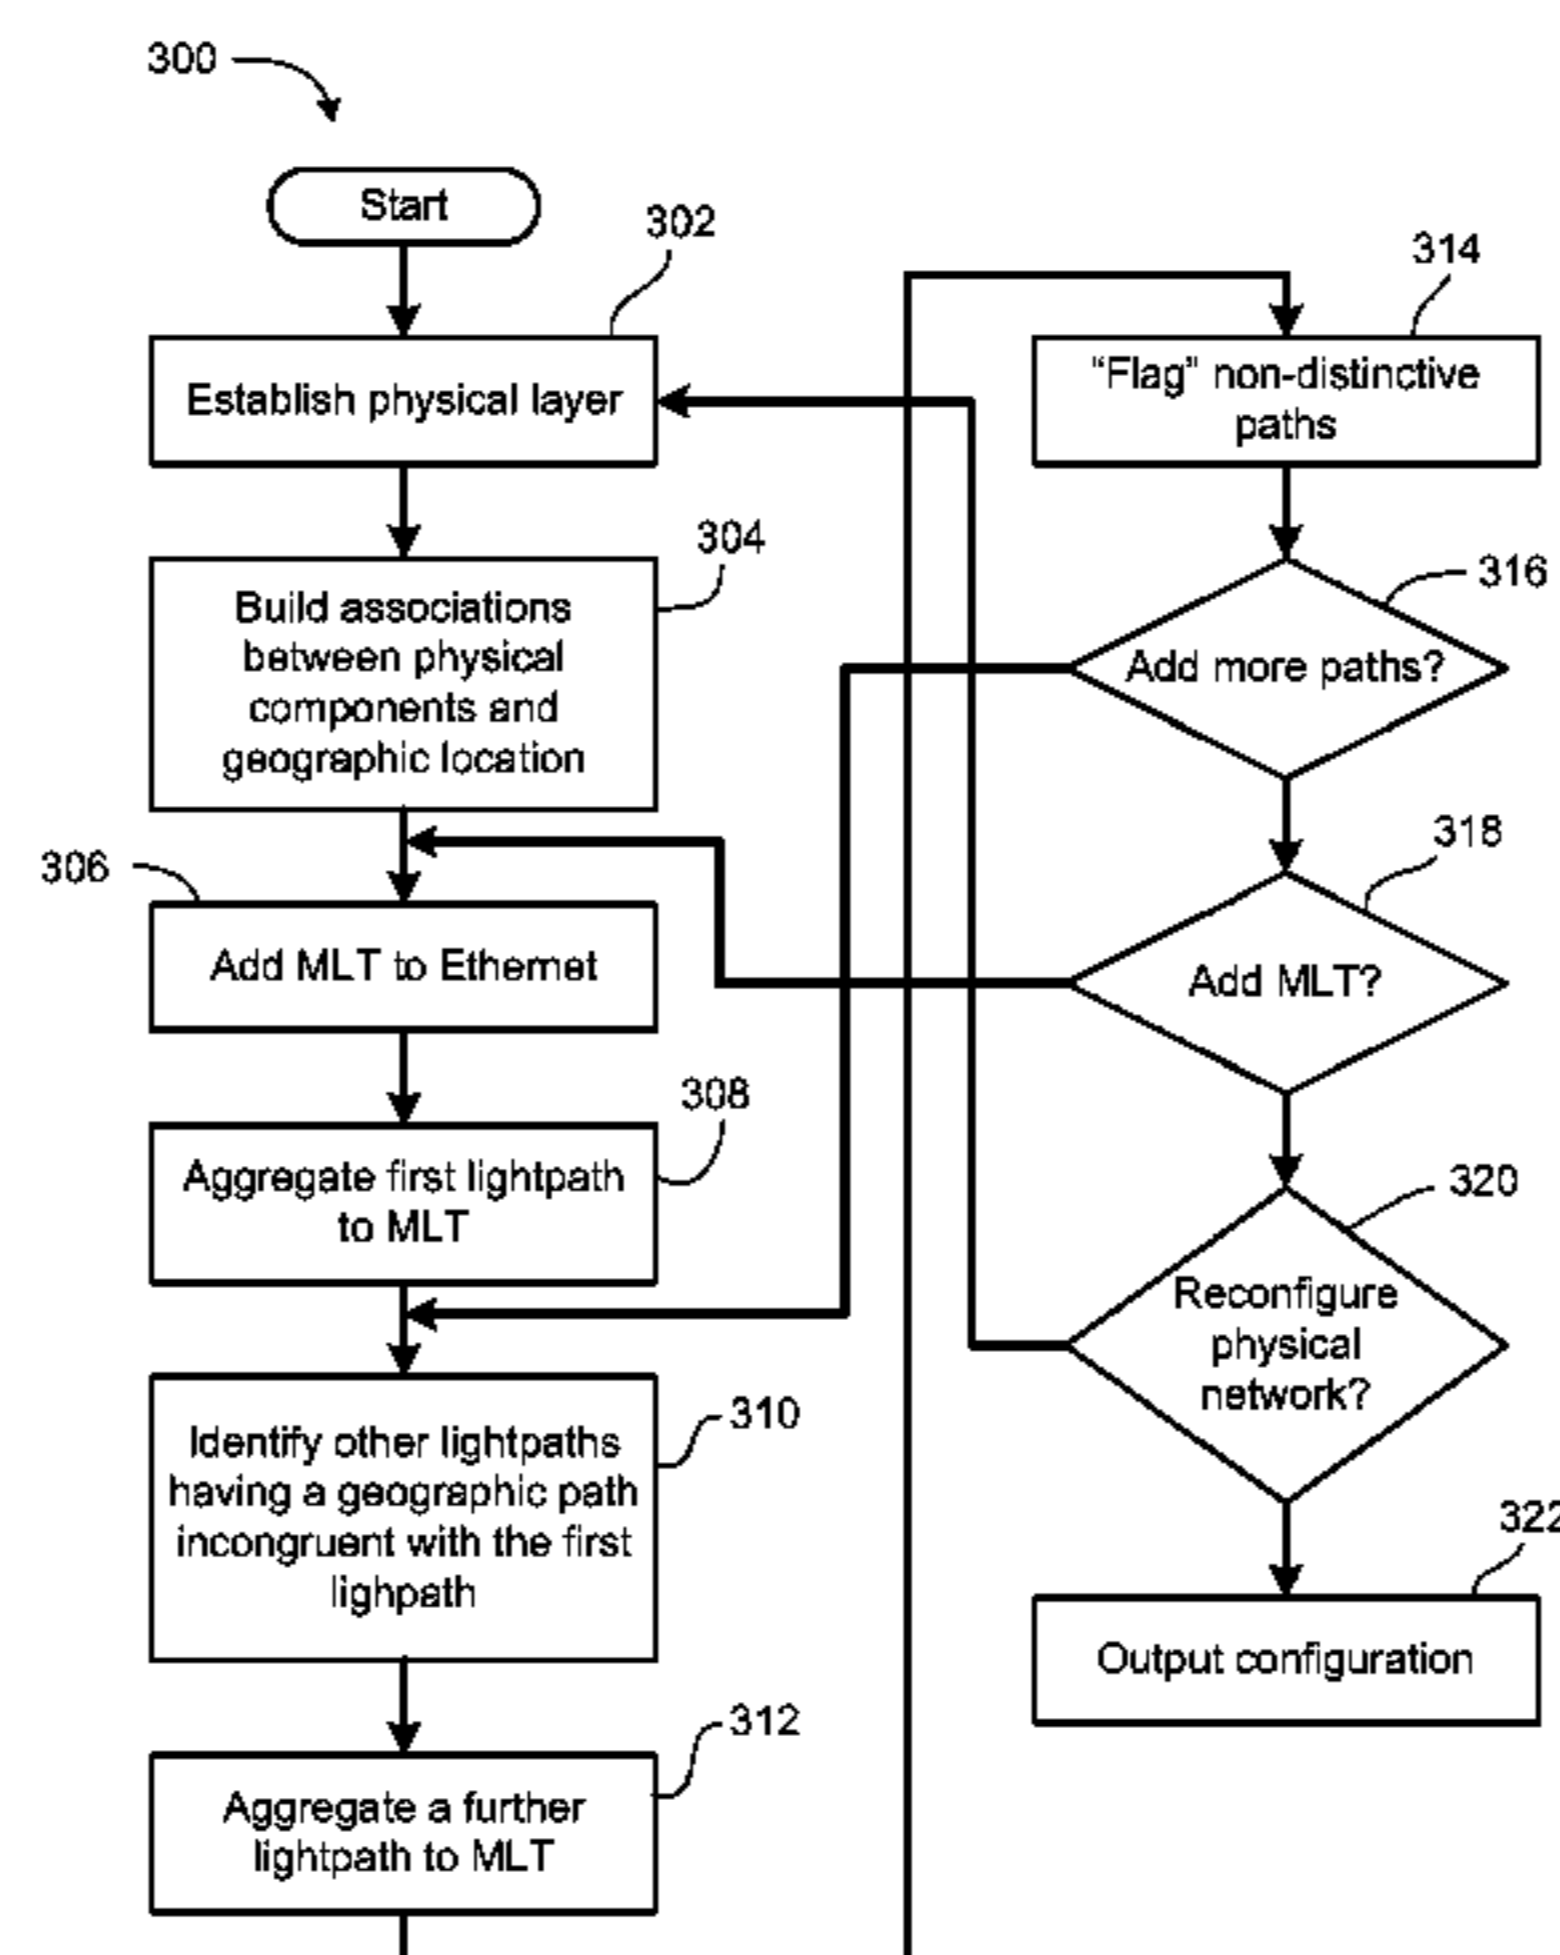 300
Start
302
Establish physical layer
304
Build associations
between physical
components and
geographic location
306
Add MLT to Ethernet
308
Aggregate first lightpath
to MLT
310
Identify other lightpaths
having a geographic path
incongruent with the first
lighpath
312
Aggregate a further
lightpath to MLT
314
“Flag” non-distinctive
paths
316
Add more paths?
318
Add MLT?
320
Reconfigure
physical
network?
322
Output configuration